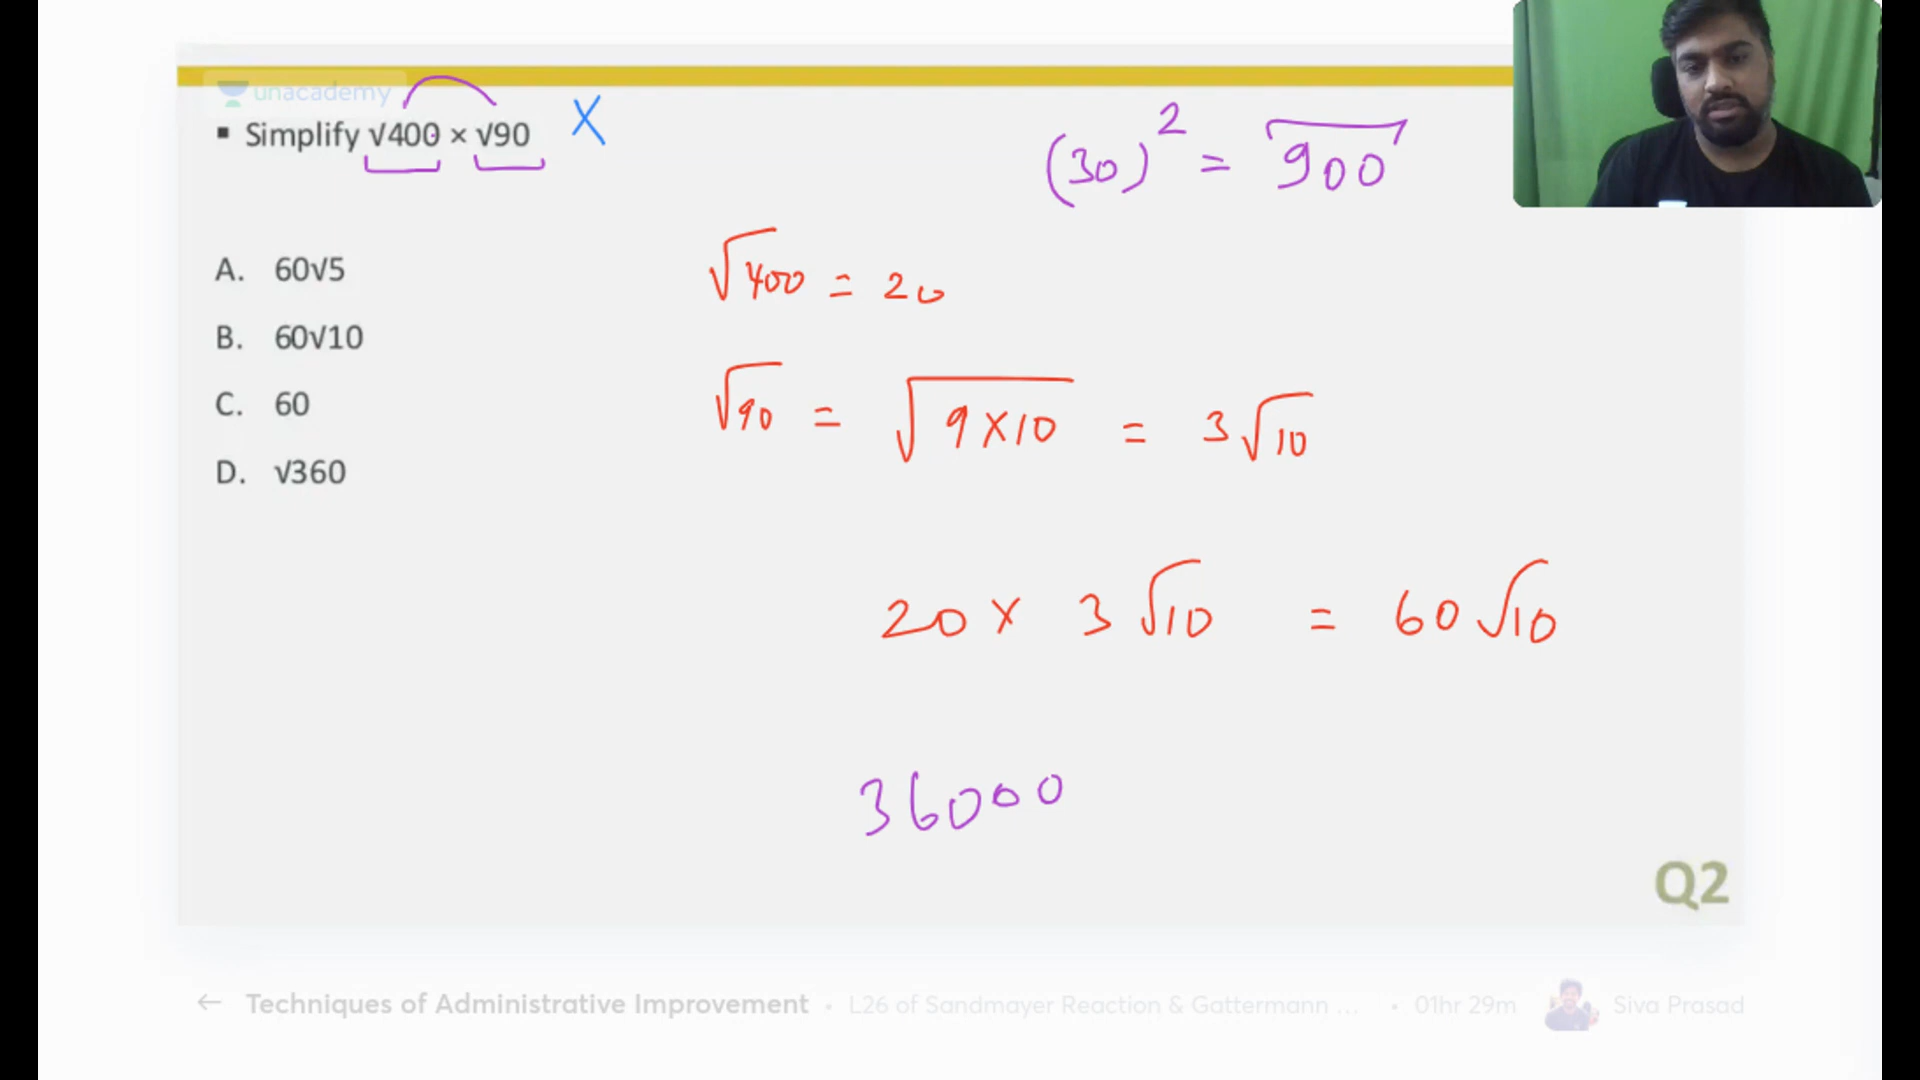 unacademy
▪ Simplify √400 × √90 X
(30)² = 900
A. 60√5
B. 60√10
C. 60
D. √360
√400 = 20
√90 = √9×10 = 3√10
20 × 3√10 = 60√10
36000
Q2
← Techniques of Administrative Improvement • L26 of Sandmayer Reaction & Gattermann ... • 01hr 29m Siva Prasad